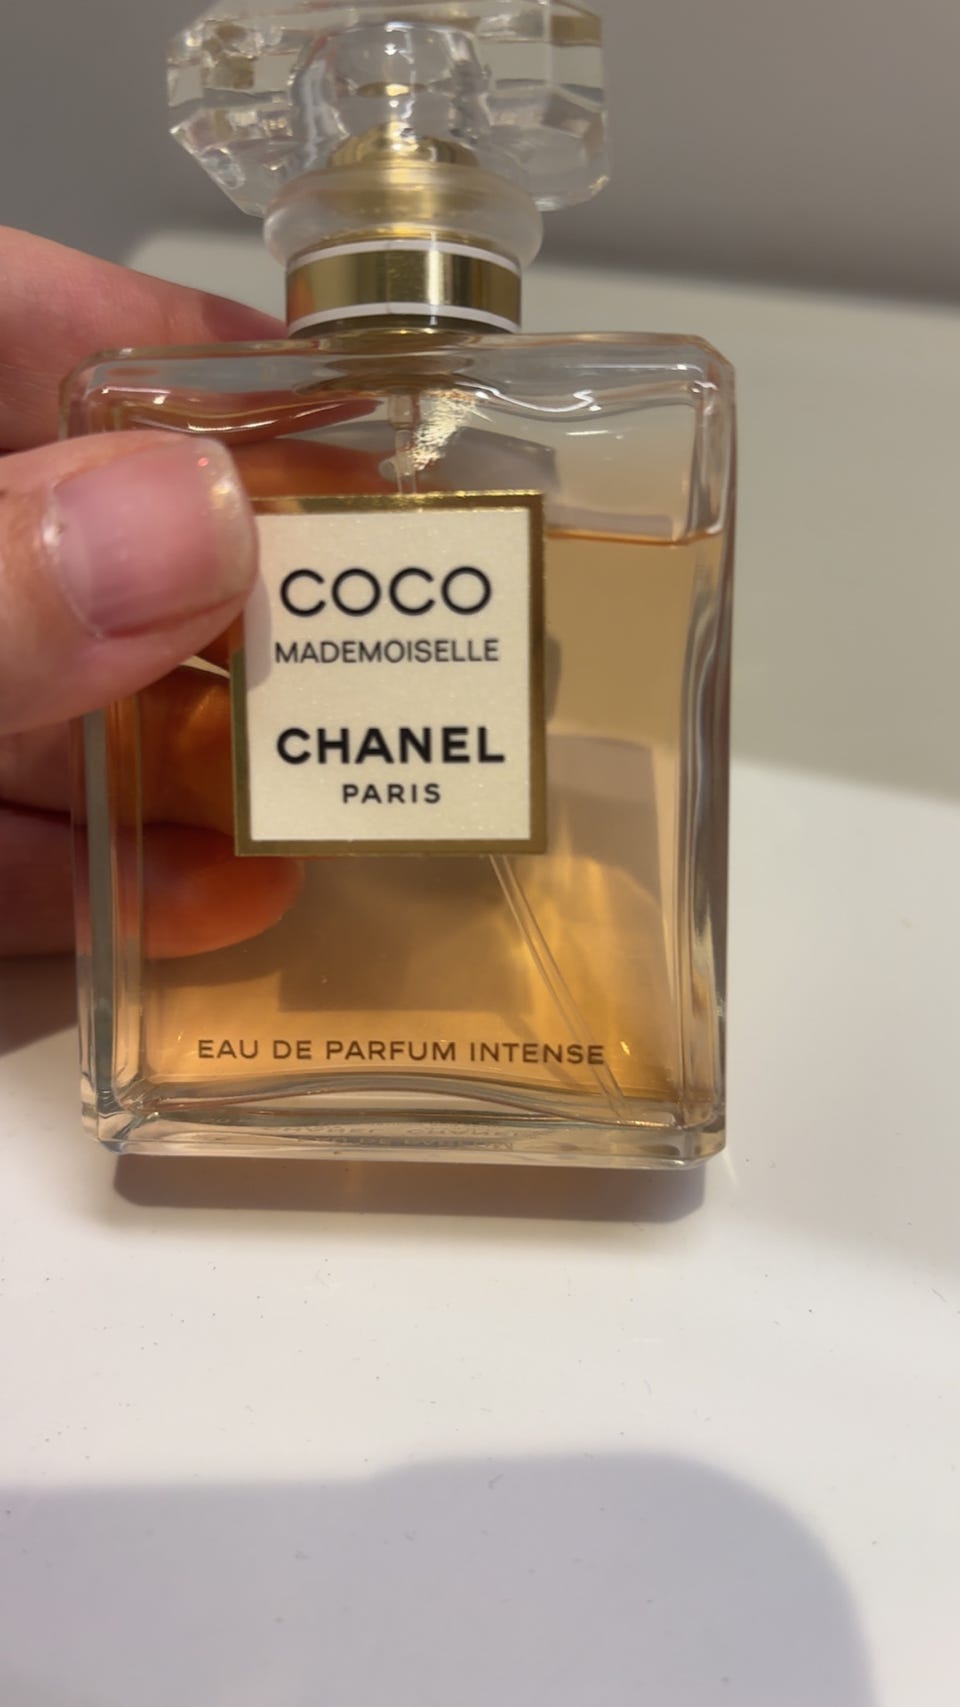 COCO
MADEMOISELLE
CHANEL
PARIS
EAU DE PARFUM INTENSE